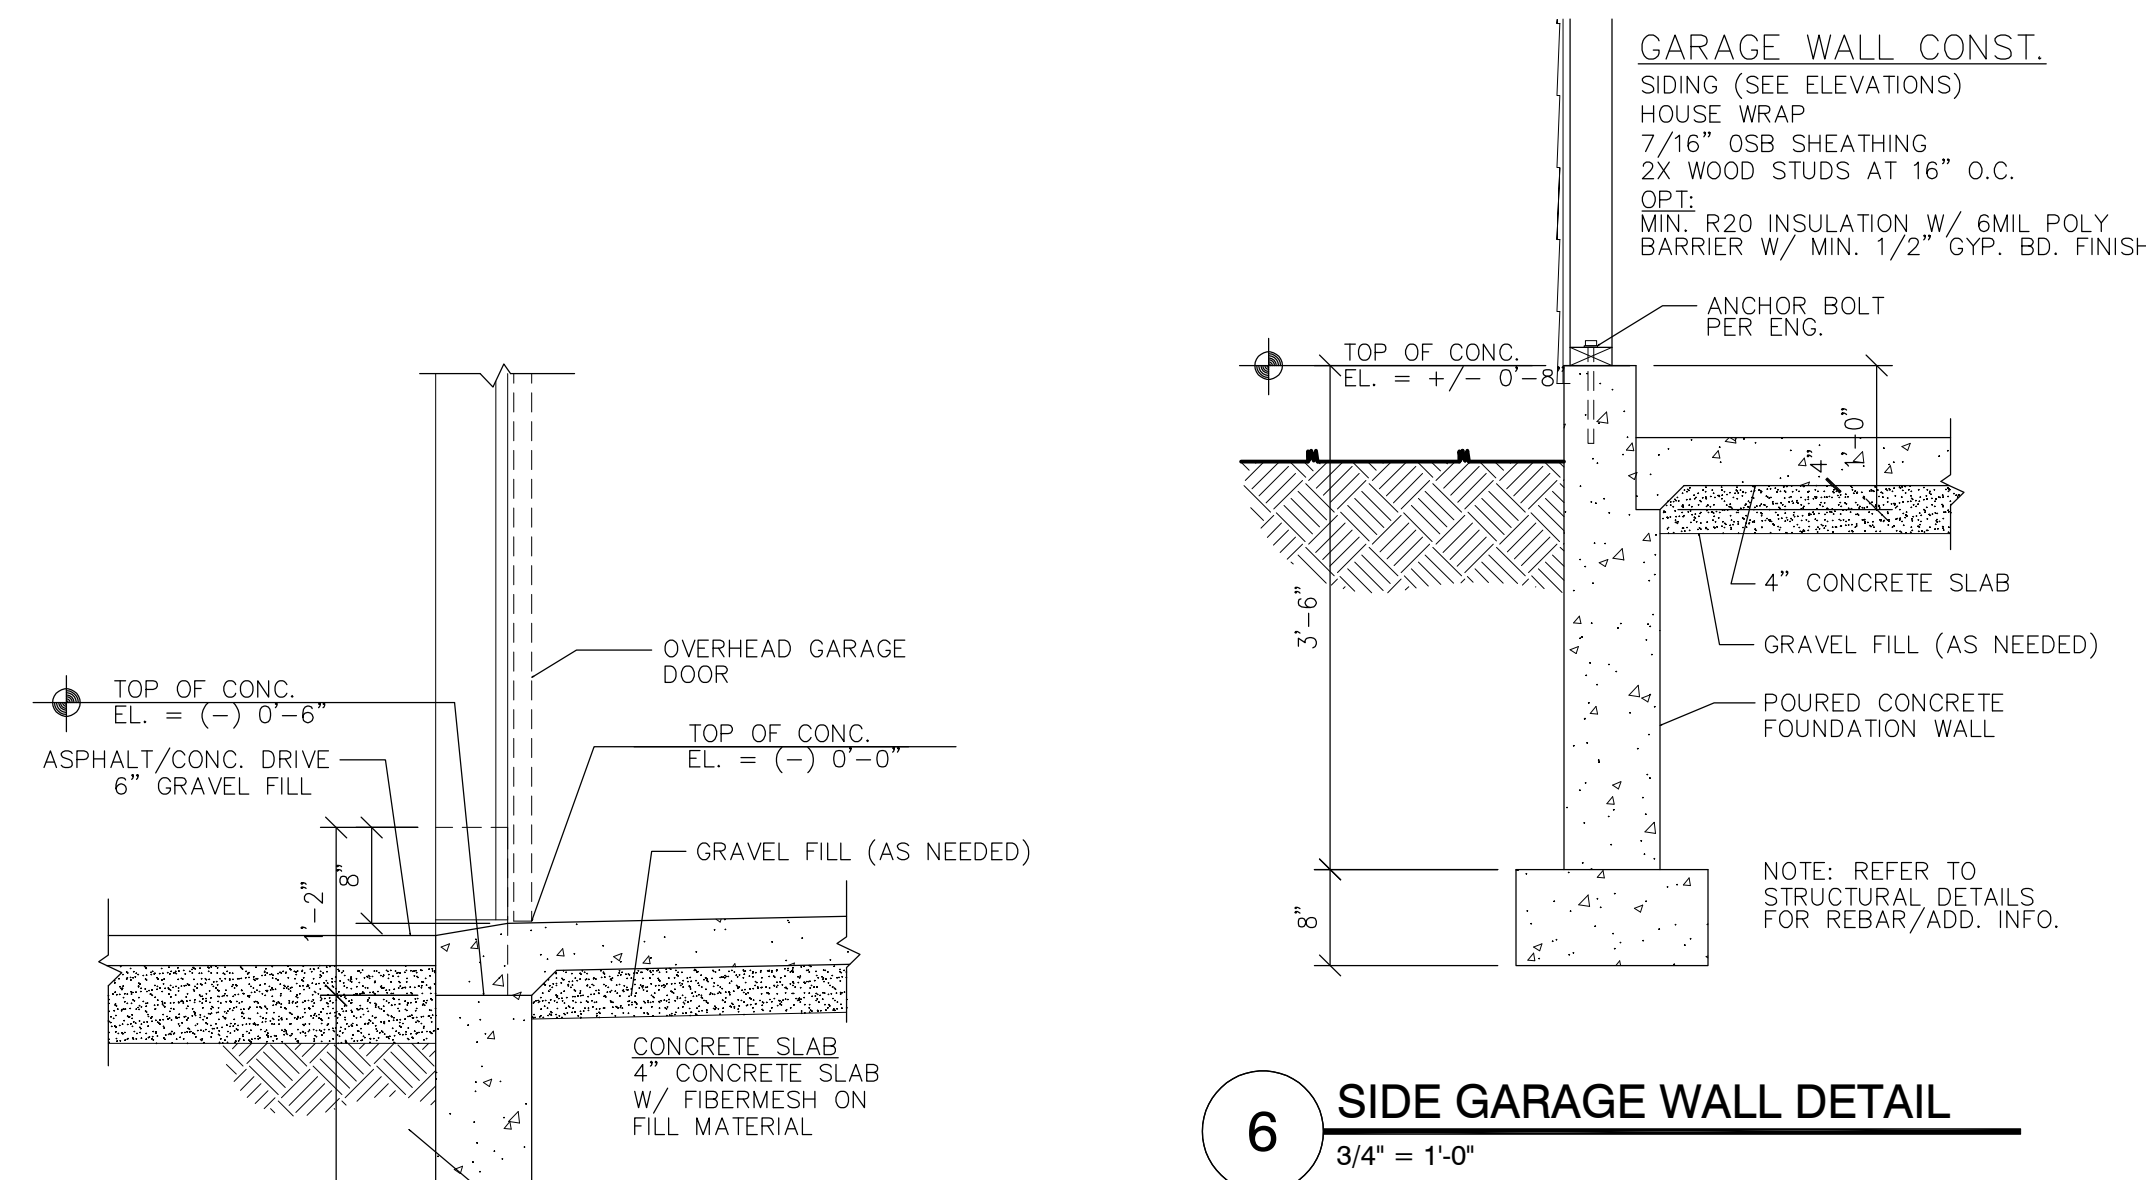 GARAGE WALL CONST.
SIDING (SEE ELEVATIONS)
HOUSE WRAP
7/16" OSB SHEATHING
2X WOOD STUDS AT 16" O.C.
OPT:
MIN. R20 INSULATION W/ 6MIL POLY
BARRIER W/ MIN. 1/2" GYP. BD. FINISH
ANCHOR BOLT
PER ENG.
TOP OF CONC.
EL. = +/- 0'-8"
1'-0"
4"
3'-6"
8"
4" CONCRETE SLAB
GRAVEL FILL (AS NEEDED)
POURED CONCRETE
FOUNDATION WALL
NOTE: REFER TO
STRUCTURAL DETAILS
FOR REBAR/ADD. INFO.
6
SIDE GARAGE WALL DETAIL
3/4" = 1'-0"
OVERHEAD GARAGE
DOOR
TOP OF CONC.
EL. = (-) 0'-6"
ASPHALT/CONC. DRIVE
6" GRAVEL FILL
TOP OF CONC.
EL. = (-) 0'-0"
GRAVEL FILL (AS NEEDED)
8"
1'-2"
CONCRETE SLAB
4" CONCRETE SLAB
W/ FIBERMESH ON
FILL MATERIAL